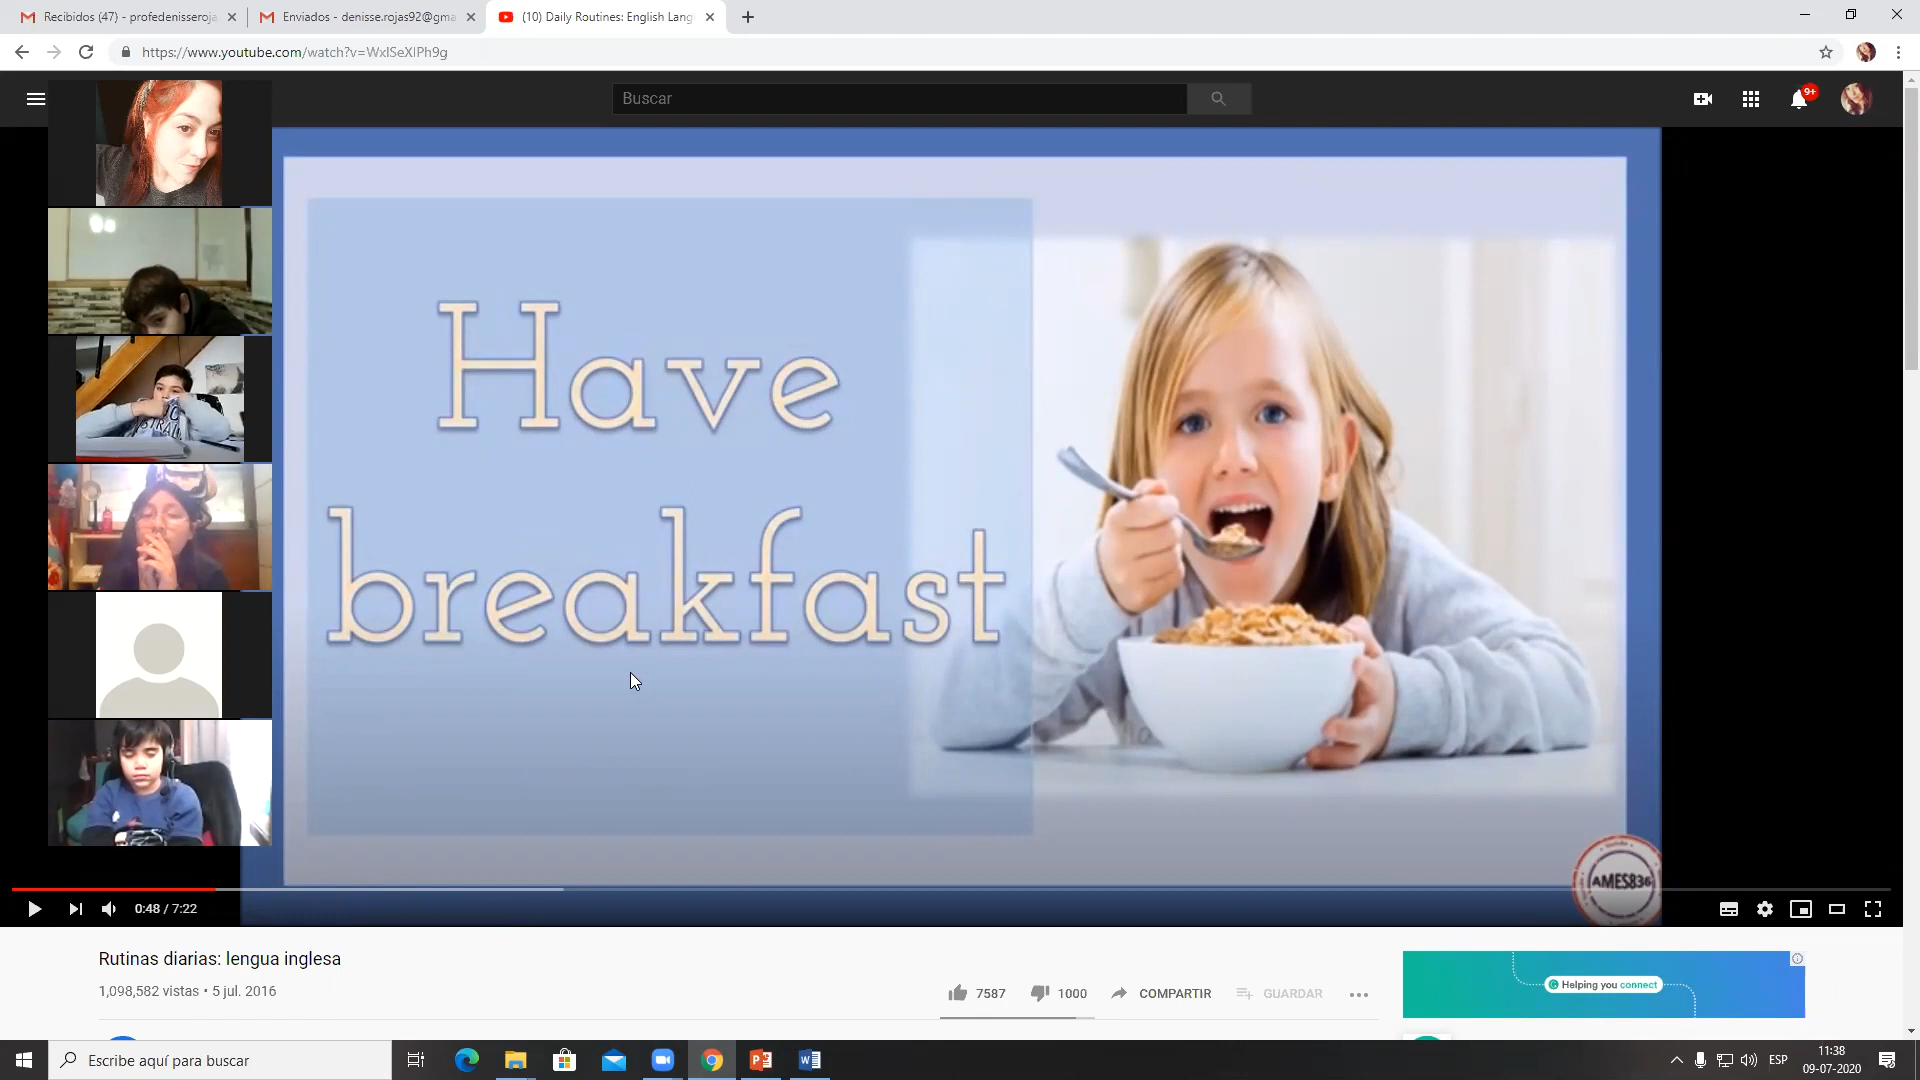 Recibidos (47) - profedenisseroja
Enviados - denisse.rojas92@gma
(10) Daily Routines: English Lang
https://www.youtube.com/watch?v=WxISeXlPh9g
Buscar
9+
Have
breakfast
AMES836
0:48 / 7:22
Rutinas diarias: lengua inglesa
1,098,582 vistas • 5 jul. 2016
7587
1000
COMPARTIR
GUARDAR
Helping you connect
Escribe aquí para buscar
ESP
11:38
09-07-2020